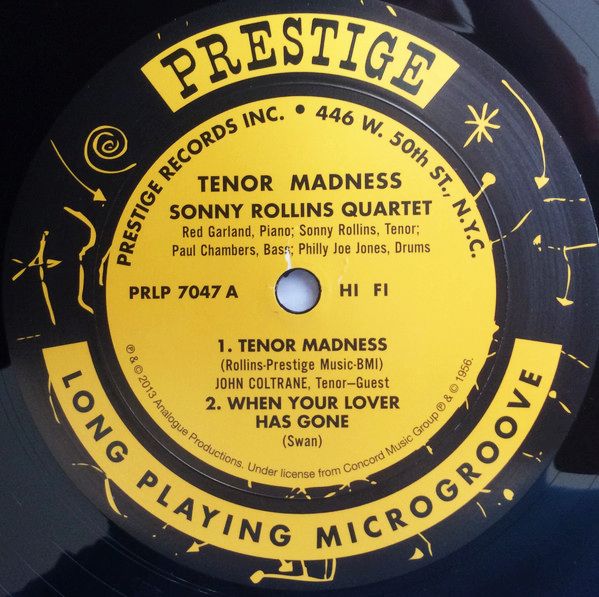 PRESTIGE
PRESTIGE RECORDS INC. • 446 W. 50th ST., N.Y.C.
TENOR MADNESS
SONNY ROLLINS QUARTET
Red Garland, Piano; Sonny Rollins, Tenor;
Paul Chambers, Bass; Philly Joe Jones, Drums
PRLP 7047 A HI FI
1. TENOR MADNESS
(Rollins-Prestige Music-BMI)
JOHN COLTRANE, Tenor—Guest
2. WHEN YOUR LOVER
HAS GONE
(Swan)
℗ & © 2013 Analogue Productions. Under license from Concord Music Group ℗ & © 1956.
LONG PLAYING MICROGROOVE